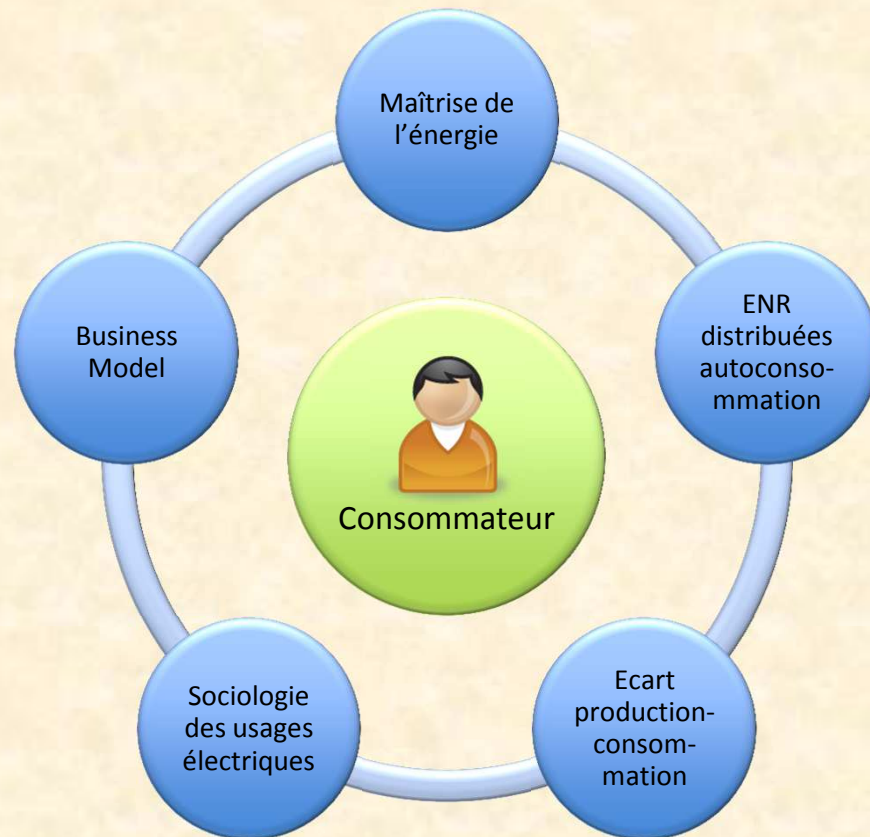 Maîtrise de
l'énergie
ENR
distribuées
autoconso-
mmation
Ecart
production-
consom-
mation
Sociologie
des usages
électriques
Business
Model
Consommateur